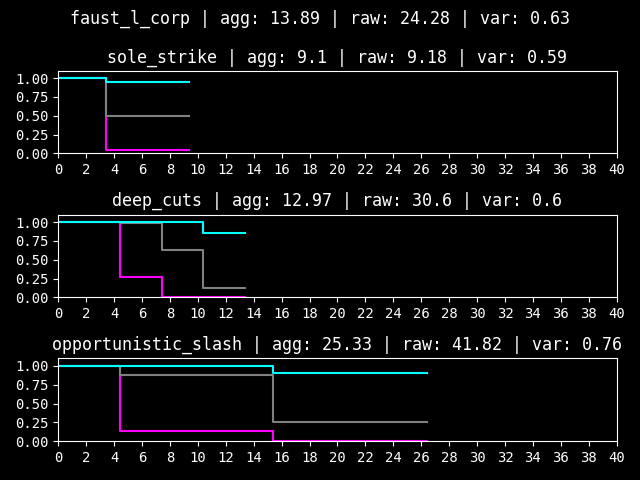 faust_l_corp | agg: 13.89 | raw: 24.28 | var: 0.63
sole_strike | agg: 9.1 | raw: 9.18 | var: 0.59
1.00
0.75
0.50
0.25
0.00
0 2 4 6 8 10 12 14 16 18 20 22 24 26 28 30 32 34 36 38 40
deep_cuts | agg: 12.97 | raw: 30.6 | var: 0.6
1.00
0.75
0.50
0.25
0.00
0 2 4 6 8 10 12 14 16 18 20 22 24 26 28 30 32 34 36 38 40
opportunistic_slash | agg: 25.33 | raw: 41.82 | var: 0.76
1.00
0.75
0.50
0.25
0.00
0 2 4 6 8 10 12 14 16 18 20 22 24 26 28 30 32 34 36 38 40